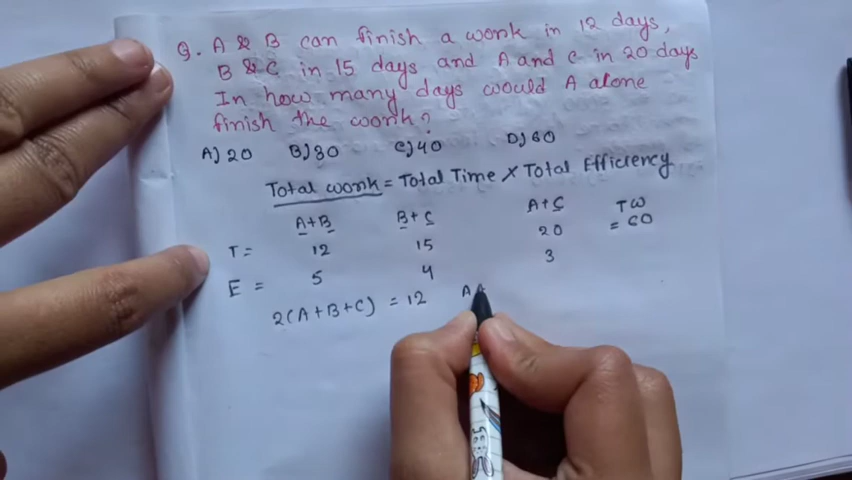 Q. A & B can finish a work in 12 days,
B & C in 15 days and A and C in 20 days
In how many days would A alone
finish the work?
A) 20 B) 30 C) 40 D) 60
Total work = Total Time × Total Efficiency
A+B B+C A+C TW
T = 12 15 20 = 60
E = 5 4 3
2(A+B+C) = 12 A